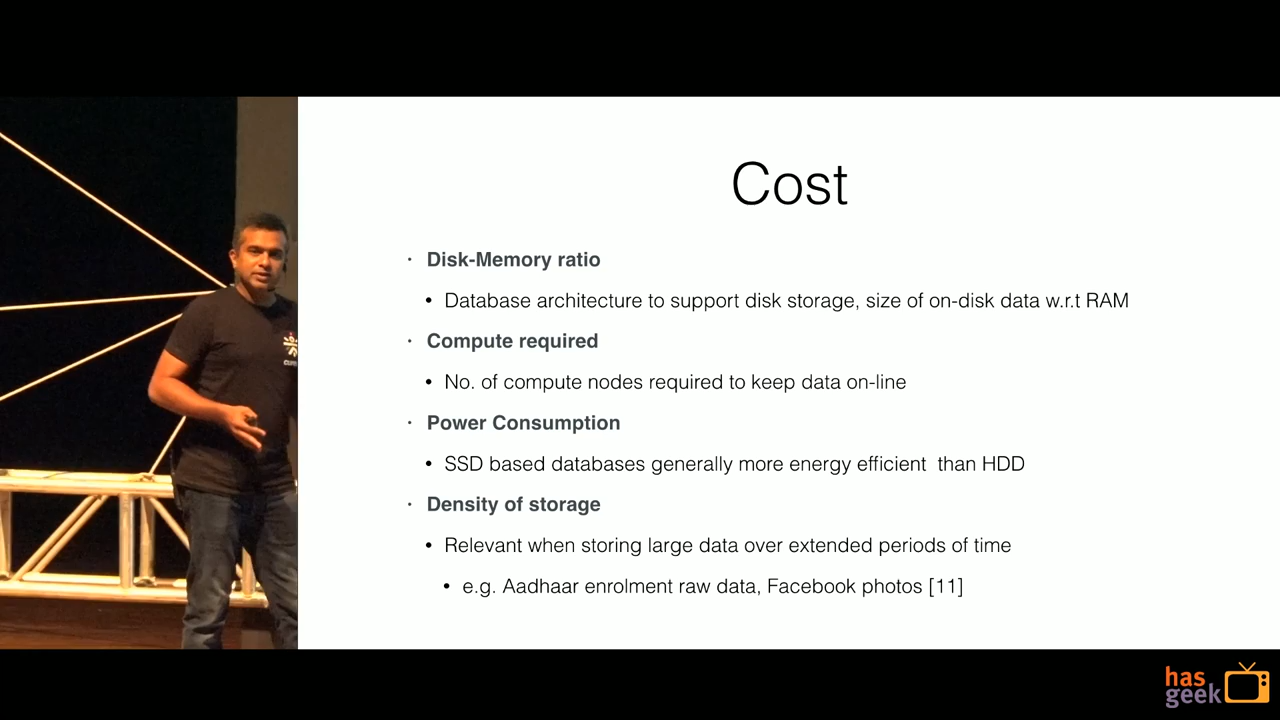 Cost
· Disk-Memory ratio
• Database architecture to support disk storage, size of on-disk data w.r.t RAM
· Compute required
• No. of compute nodes required to keep data on-line
· Power Consumption
• SSD based databases generally more energy efficient than HDD
· Density of storage
• Relevant when storing large data over extended periods of time
• e.g. Aadhaar enrolment raw data, Facebook photos [11]
has
geek